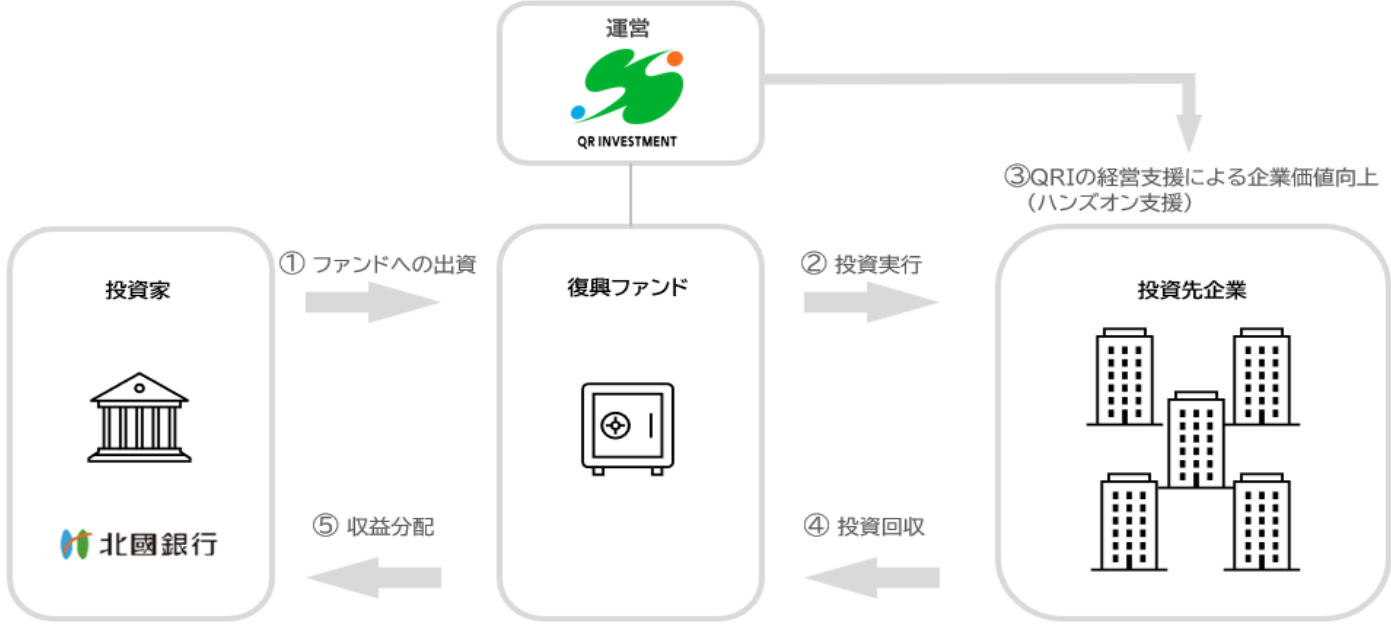 運営
QR INVESTMENT
③QRIの経営支援による企業価値向上
（ハンズオン支援）
投資家
① ファンドへの出資
復興ファンド
② 投資実行
投資先企業
北國銀行
⑤ 収益分配
④ 投資回収